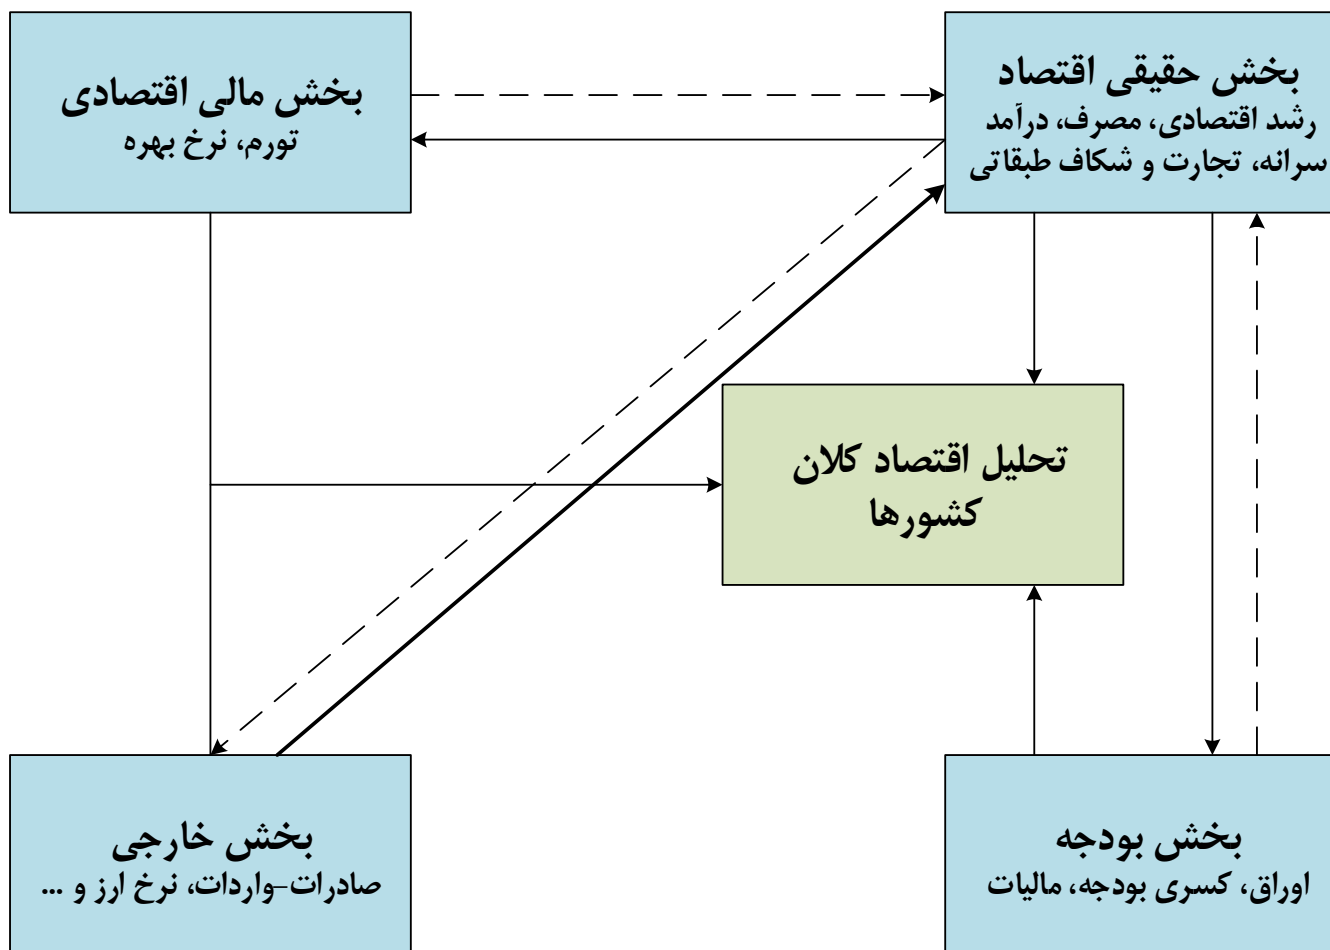 بخش حقیقی اقتصاد
رشد اقتصادی، مصرف، درآمد
سرانه، تجارت و شکاف طبقاتی
بخش مالی اقتصادی
تورم، نرخ بهره
تحلیل اقتصاد کلان
کشورها
بخش بودجه
اوراق، کسری بودجه، مالیات
بخش خارجی
صادرات-واردات، نرخ ارز و ...